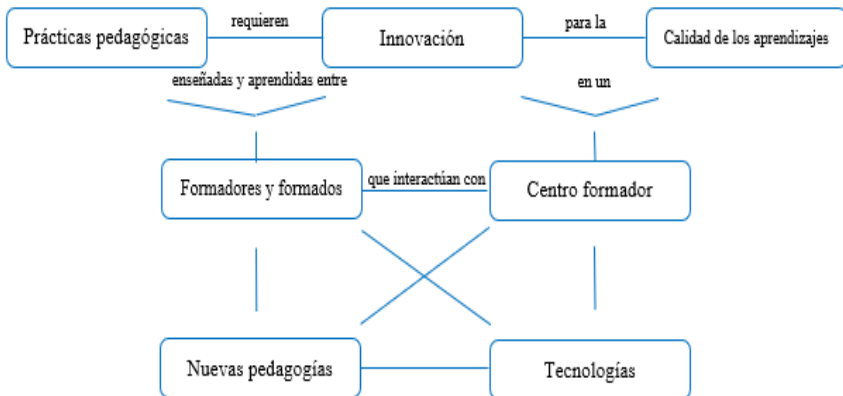 Prácticas pedagógicas
requieren
Innovación
para la
Calidad de los aprendizajes
enseñadas y aprendidas entre
en un
Formadores y formados
que interactúan con
Centro formador
Nuevas pedagogías
Tecnologías